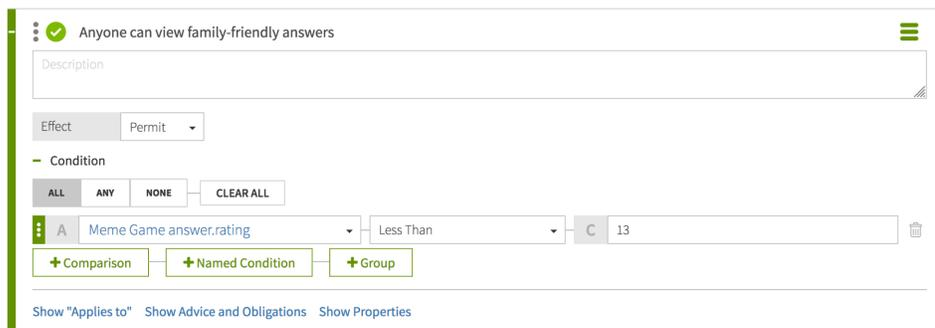 Anyone can view family-friendly answers
Description
Effect Permit
Condition
ALL ANY NONE CLEAR ALL
A Meme Game answer.rating Less Than C 13
+ Comparison + Named Condition + Group
Show "Applies to" Show Advice and Obligations Show Properties